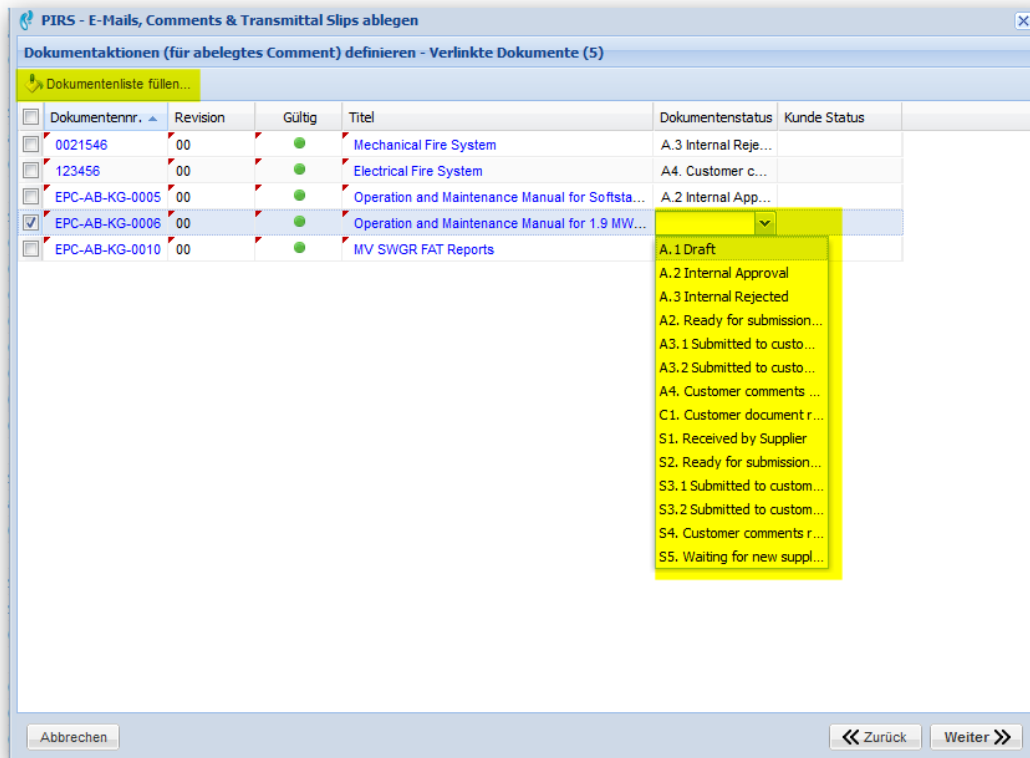 PIRS - E-Mails, Comments & Transmittal Slips ablegen
Dokumentaktionen (für abelegtes Comment) definieren - Verlinkte Dokumente (5)
Dokumentenliste füllen...
Dokumentennr. Revision Gültig Titel Dokumentenstatus Kunde Status
0021546 00 Mechanical Fire System A.3 Internal Reje...
123456 00 Electrical Fire System A4. Customer c...
EPC-AB-KG-0005 00 Operation and Maintenance Manual for Softsta... A.2 Internal App...
EPC-AB-KG-0006 00 Operation and Maintenance Manual for 1.9 MW...
EPC-AB-KG-0010 00 MV SWGR FAT Reports
A.1 Draft
A.2 Internal Approval
A.3 Internal Rejected
A2. Ready for submission...
A3.1 Submitted to custo...
A3.2 Submitted to custo...
A4. Customer comments ...
C1. Customer document r...
S1. Received by Supplier
S2. Ready for submission...
S3.1 Submitted to custom...
S3.2 Submitted to custom...
S4. Customer comments r...
S5. Waiting for new suppl...
Abbrechen Zurück Weiter